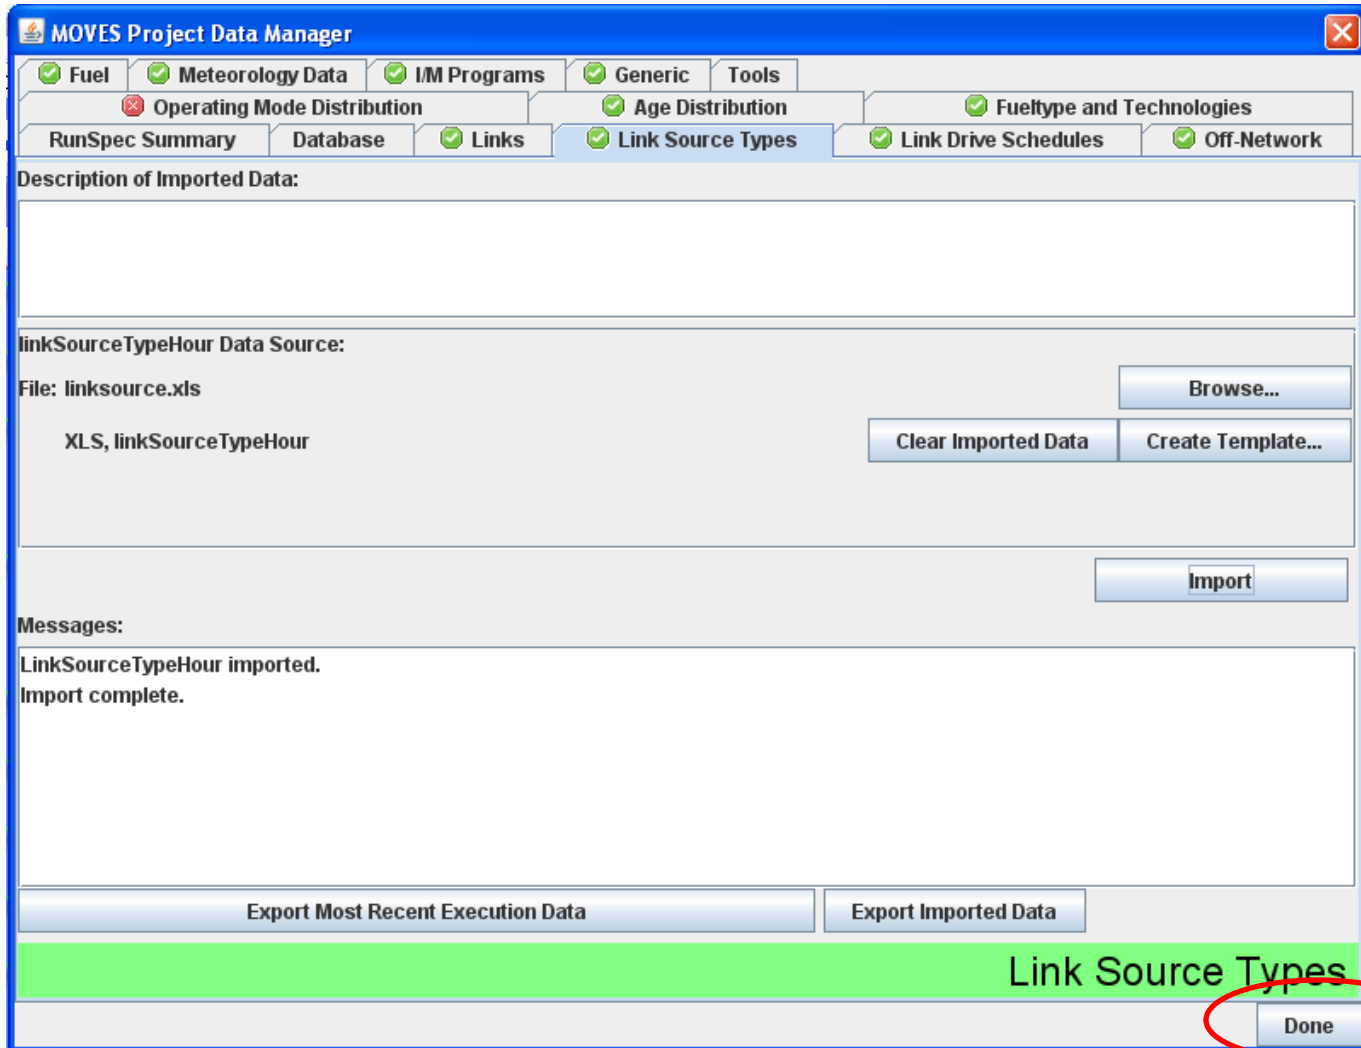 MOVES Project Data Manager
Fuel Meteorology Data I/M Programs Generic Tools
Operating Mode Distribution Age Distribution Fueltype and Technologies
RunSpec Summary Database Links Link Source Types Link Drive Schedules Off-Network
Description of Imported Data:
linkSourceTypeHour Data Source:
File: linksource.xls Browse...
XLS, linkSourceTypeHour Clear Imported Data Create Template...
Import
Messages:
LinkSourceTypeHour imported.
Import complete.
Export Most Recent Execution Data Export Imported Data
Link Source Types
Done